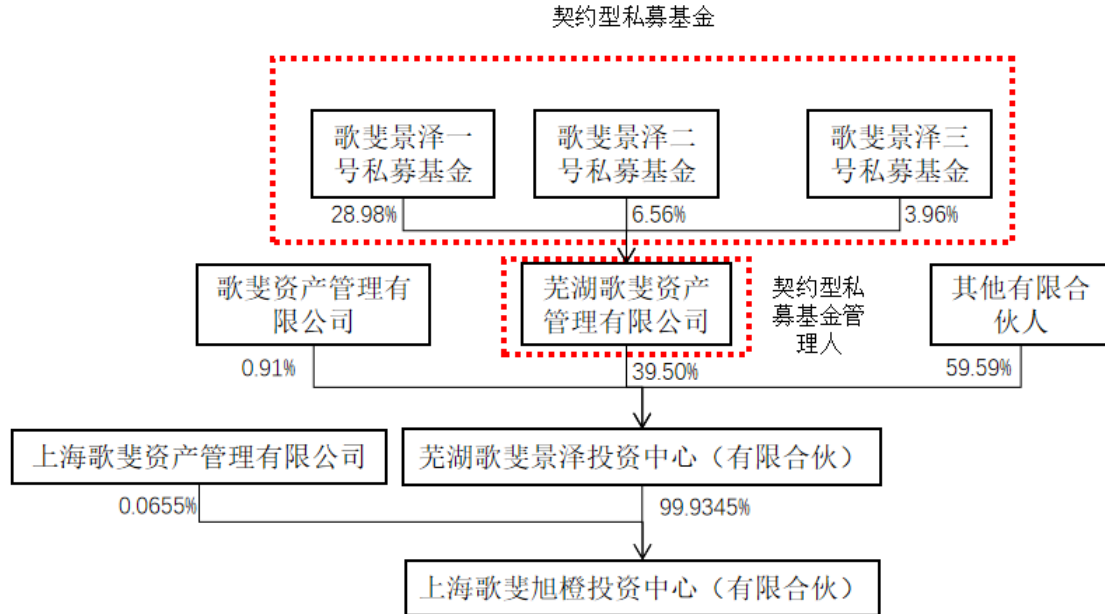 契约型私募基金
歌斐景泽一
号私募基金
歌斐景泽二
号私募基金
歌斐景泽三
号私募基金
28.98%
6.56%
3.96%
歌斐资产管理有
限公司
芜湖歌斐资产
管理有限公司
契约型私
募基金管
理人
其他有限合
伙人
0.91%
39.50%
59.59%
上海歌斐资产管理有限公司
芜湖歌斐景泽投资中心（有限合伙）
0.0655%
99.9345%
上海歌斐旭橙投资中心（有限合伙）